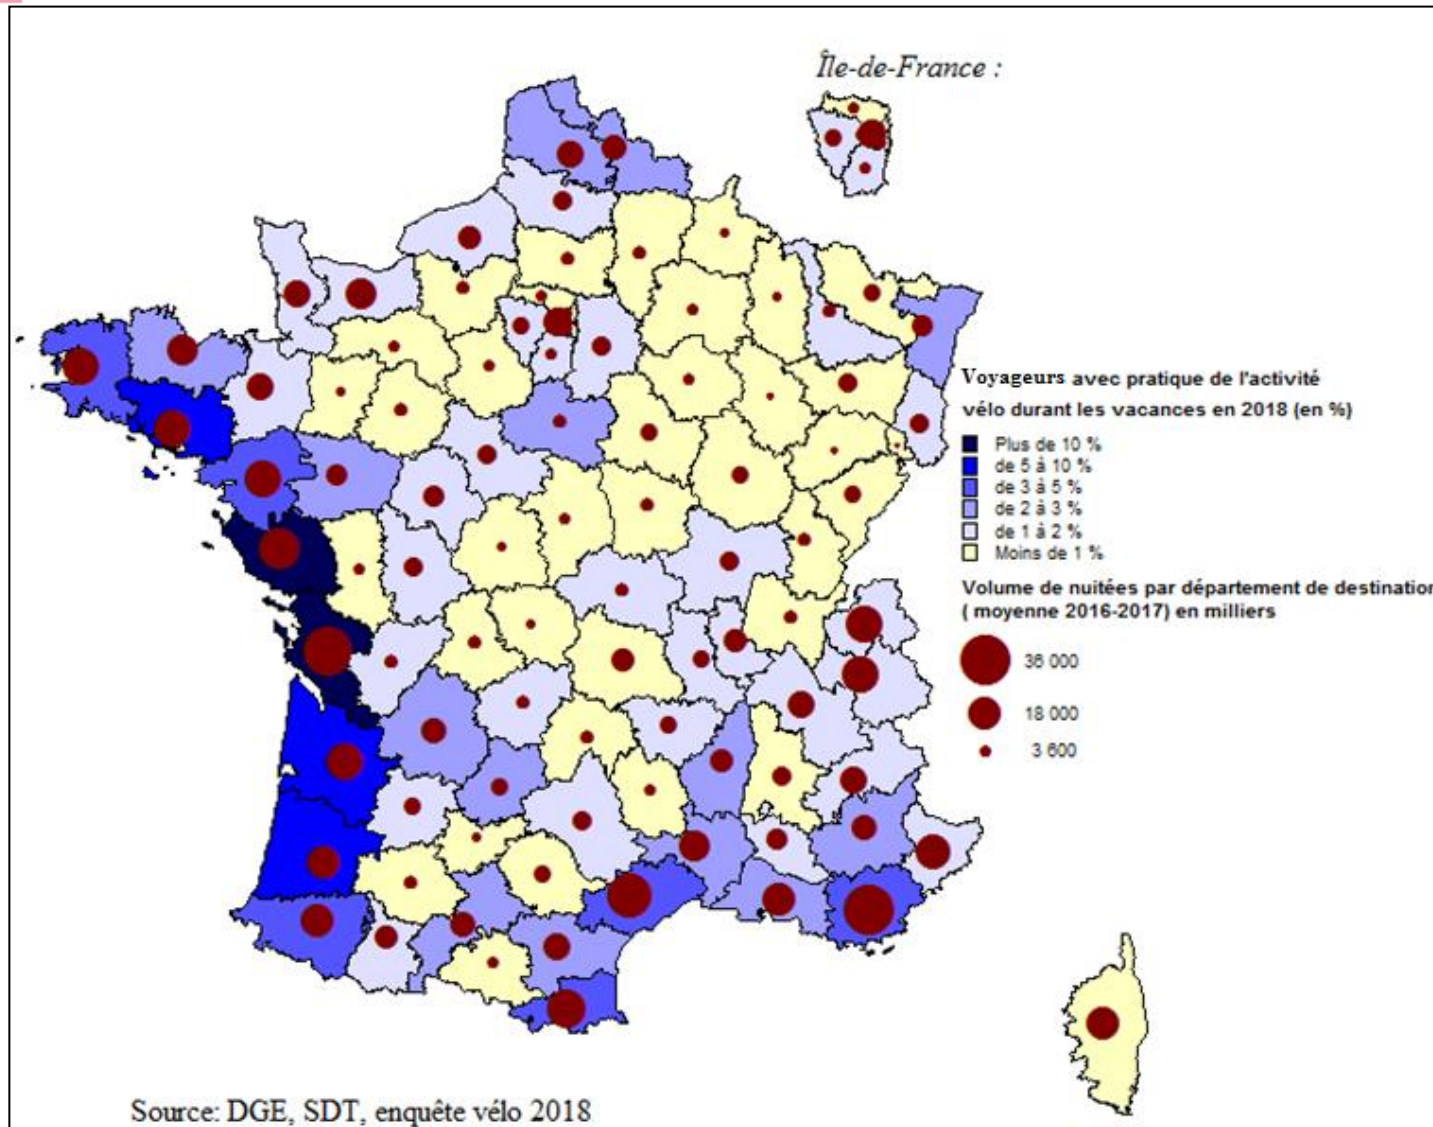 Île-de-France :
Voyageurs avec pratique de l'activité
vélo durant les vacances en 2018 (en %)
Plus de 10 %
de 5 à 10 %
de 3 à 5 %
de 2 à 3 %
de 1 à 2 %
Moins de 1 %
Volume de nuitées par département de destination
( moyenne 2016-2017) en milliers
36 000
18 000
3 600
Source: DGE, SDT, enquête vélo 2018